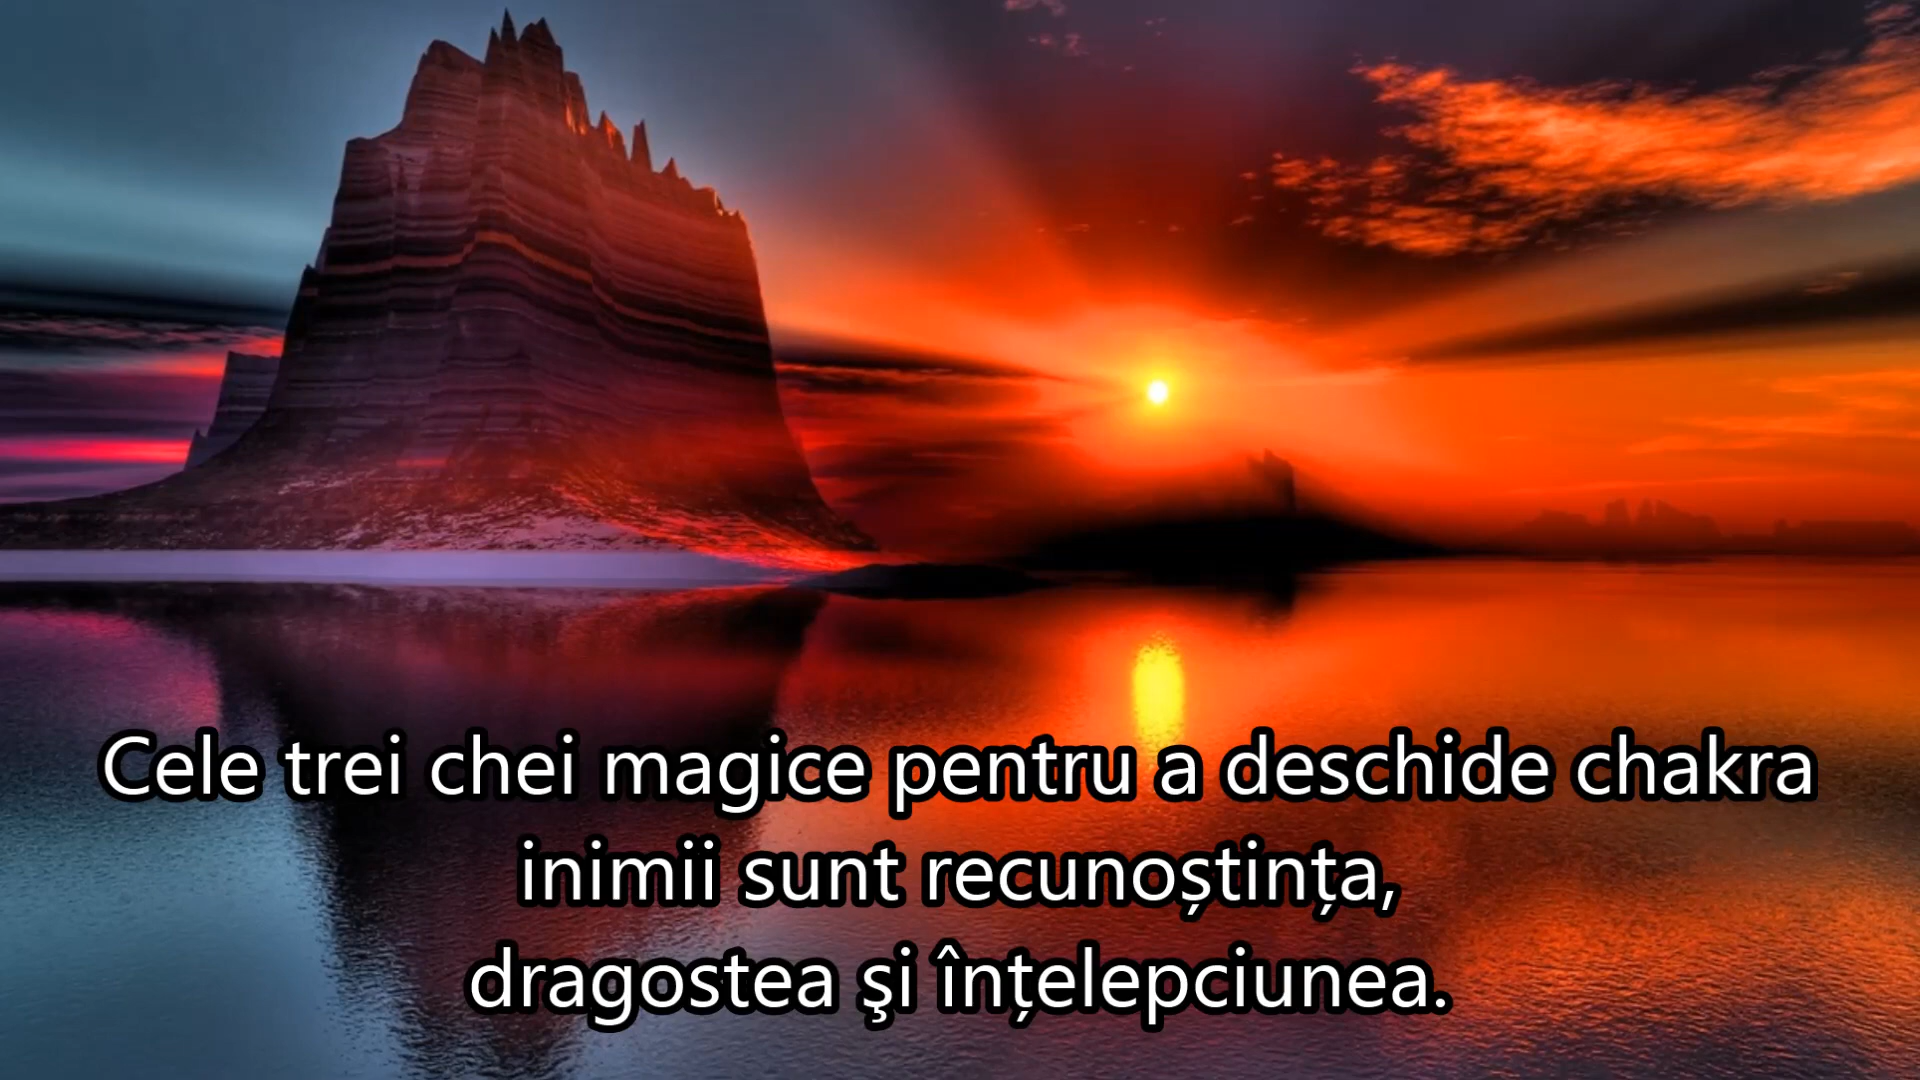 Cele trei chei magice pentru a deschide chakra
inimii sunt recunoștința,
dragostea şi înțelepciunea.